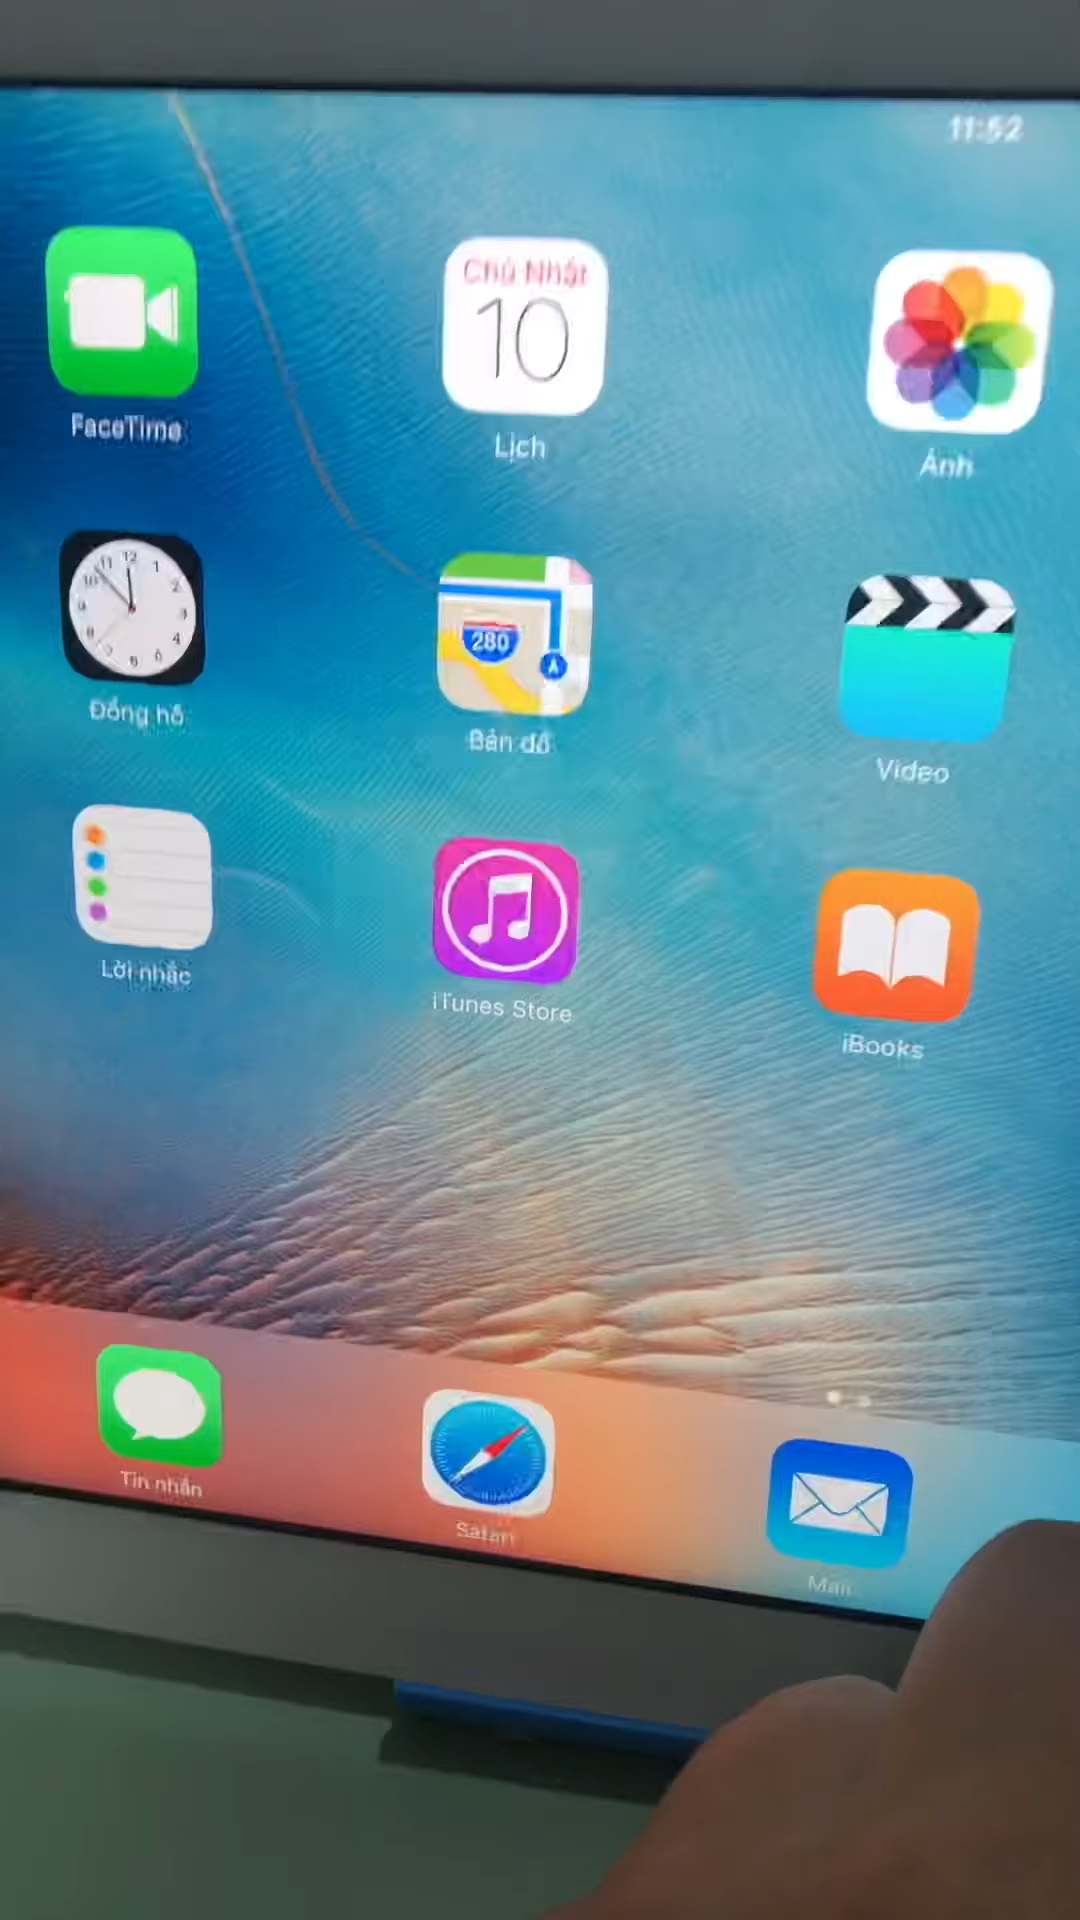 11:52
Chủ Nhật
10
FaceTime
Lịch
Ảnh
280
Đồng hồ
Bản đồ
Video
Lời nhắc
iTunes Store
iBooks
Tin nhắn
Safari
Mail